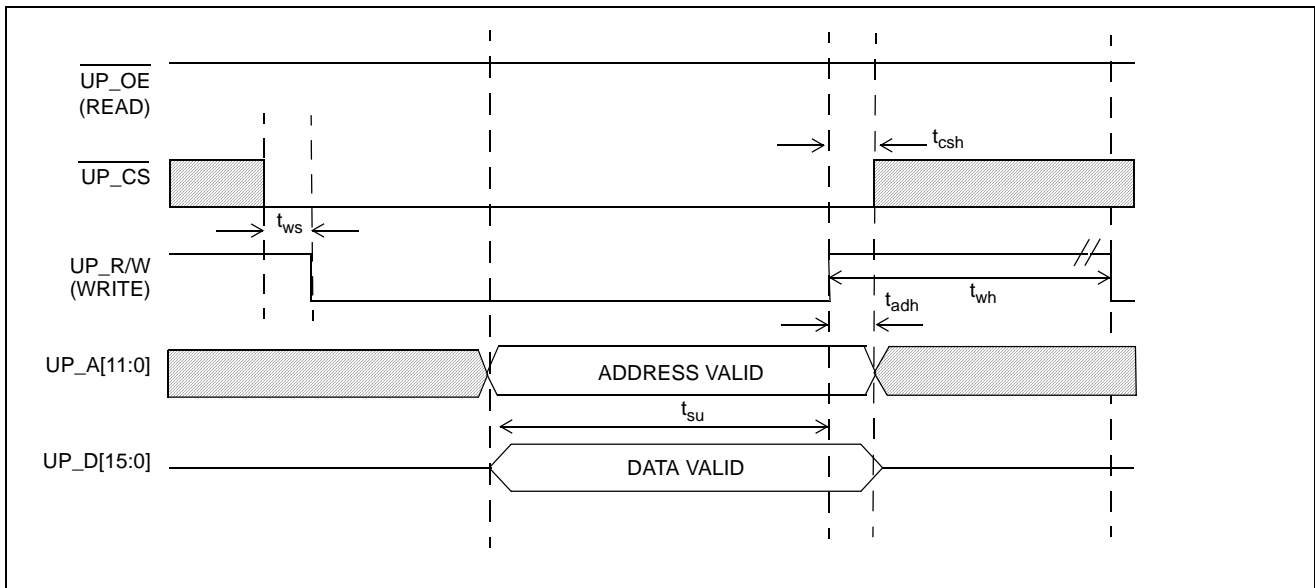 UP_OE
(READ)
t_csh
UP_CS
t_ws
UP_R/W
(WRITE)
t_wh
t_adh
UP_A[11:0]
ADDRESS VALID
t_su
UP_D[15:0]
DATA VALID